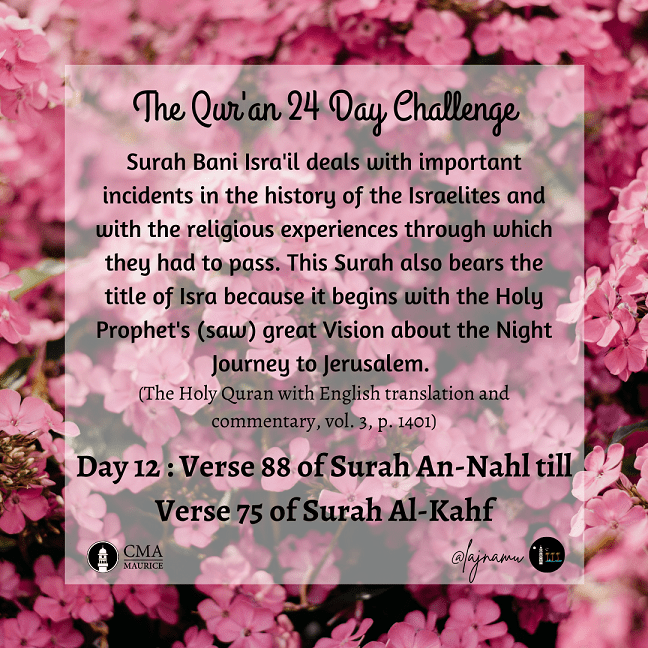 The Qur'an 24 Day Challenge
Surah Bani Isra'il deals with important
incidents in the history of the Israelites and
with the religious experiences through which
they had to pass. This Surah also bears the
title of Isra because it begins with the Holy
Prophet's (saw) great Vision about the Night
Journey to Jerusalem.
(The Holy Quran with English translation and
commentary, vol. 3, p. 1401)
Day 12 : Verse 88 of Surah An-Nahl till
Verse 75 of Surah Al-Kahf
CMA
MAURICE
@lajnamu